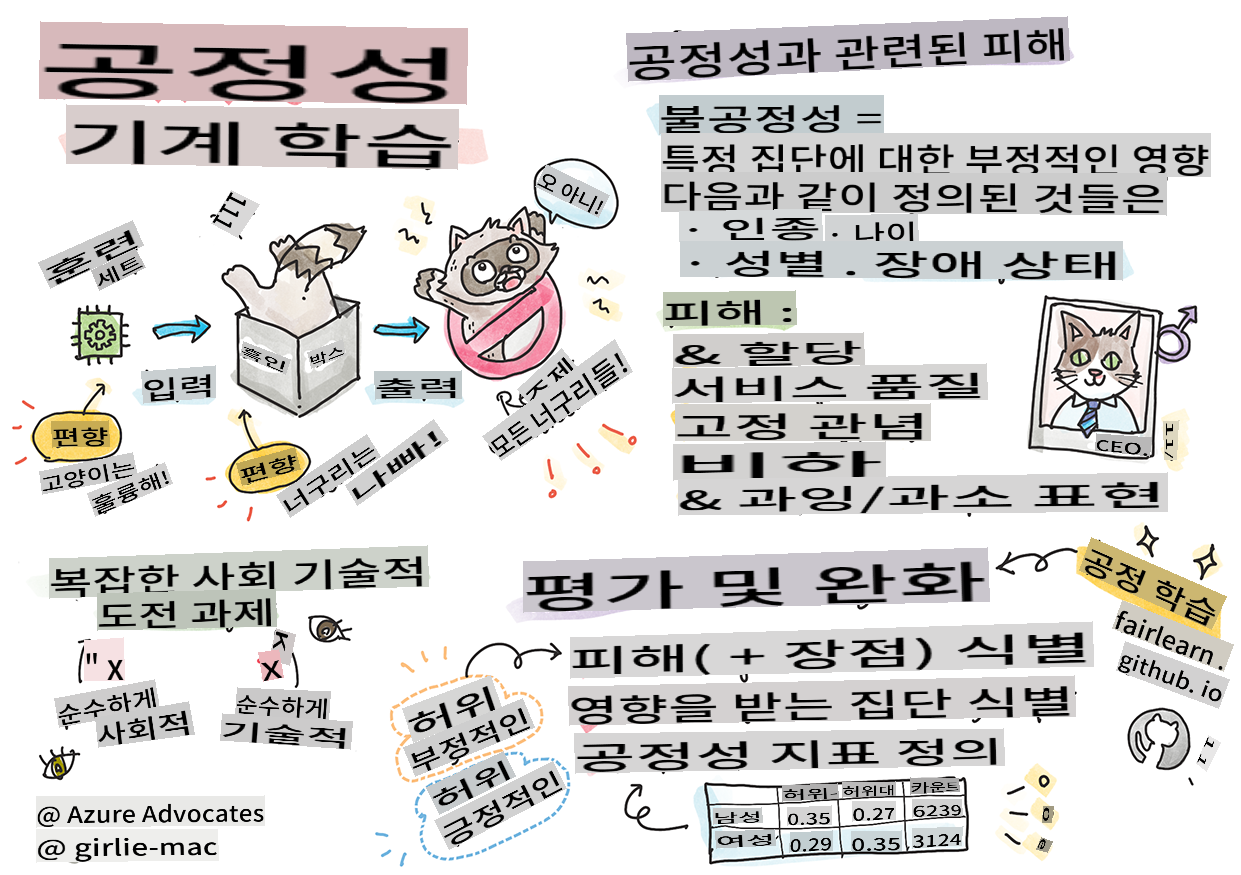 공정성
기계 학습
훈련
세트
흑인 박스
오 아니!
입력
출력
편향
고양이는
훌륭해!
편향
너구리는
나빠!
모든 너구리들!
공정성과 관련된 피해
불공정성 =
특정 집단에 대한 부정적인 영향
다음과 같이 정의된 것들은
· 인종 · 나이
· 성별 . 장애 상태
피해 :
& 할당
서비스 품질
고정 관념
비하
& 과잉/과소 표현
CEO.
복잡한 사회 기술적
도전 과제
" x
순수하게
사회적
x
순수하게
기술적
@ Azure Advocates
@ girlie-mac
평가 및 완화
공정 학습
fairlearn.
github. io
피해( + 장점) 식별
영향을 받는 집단 식별
공정성 지표 정의
허위
부정적인
허위
긍정적인
허위- 허위대 카운트
남성 0.35 0.27 6239
여성 0.29 0.35 3124